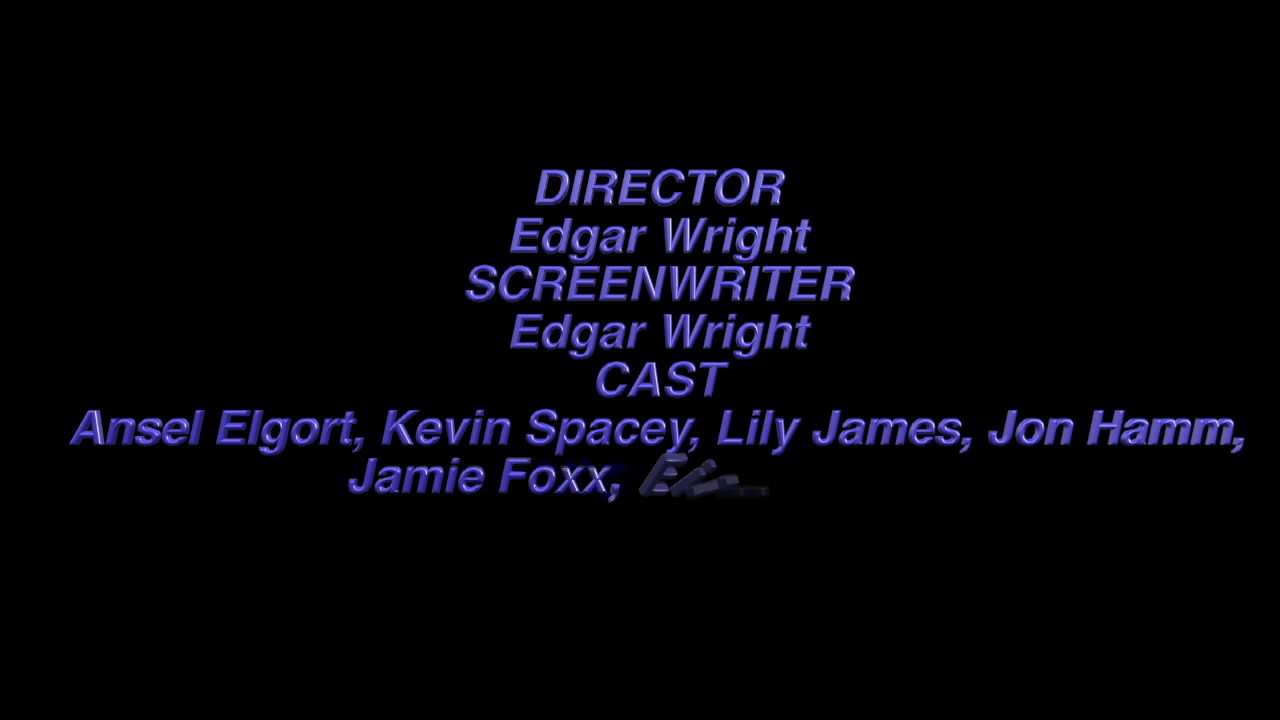 DIRECTOR
Edgar Wright
SCREENWRITER
Edgar Wright
CAST
Ansel Elgort, Kevin Spacey, Lily James, Jon Hamm,
Jamie Foxx,